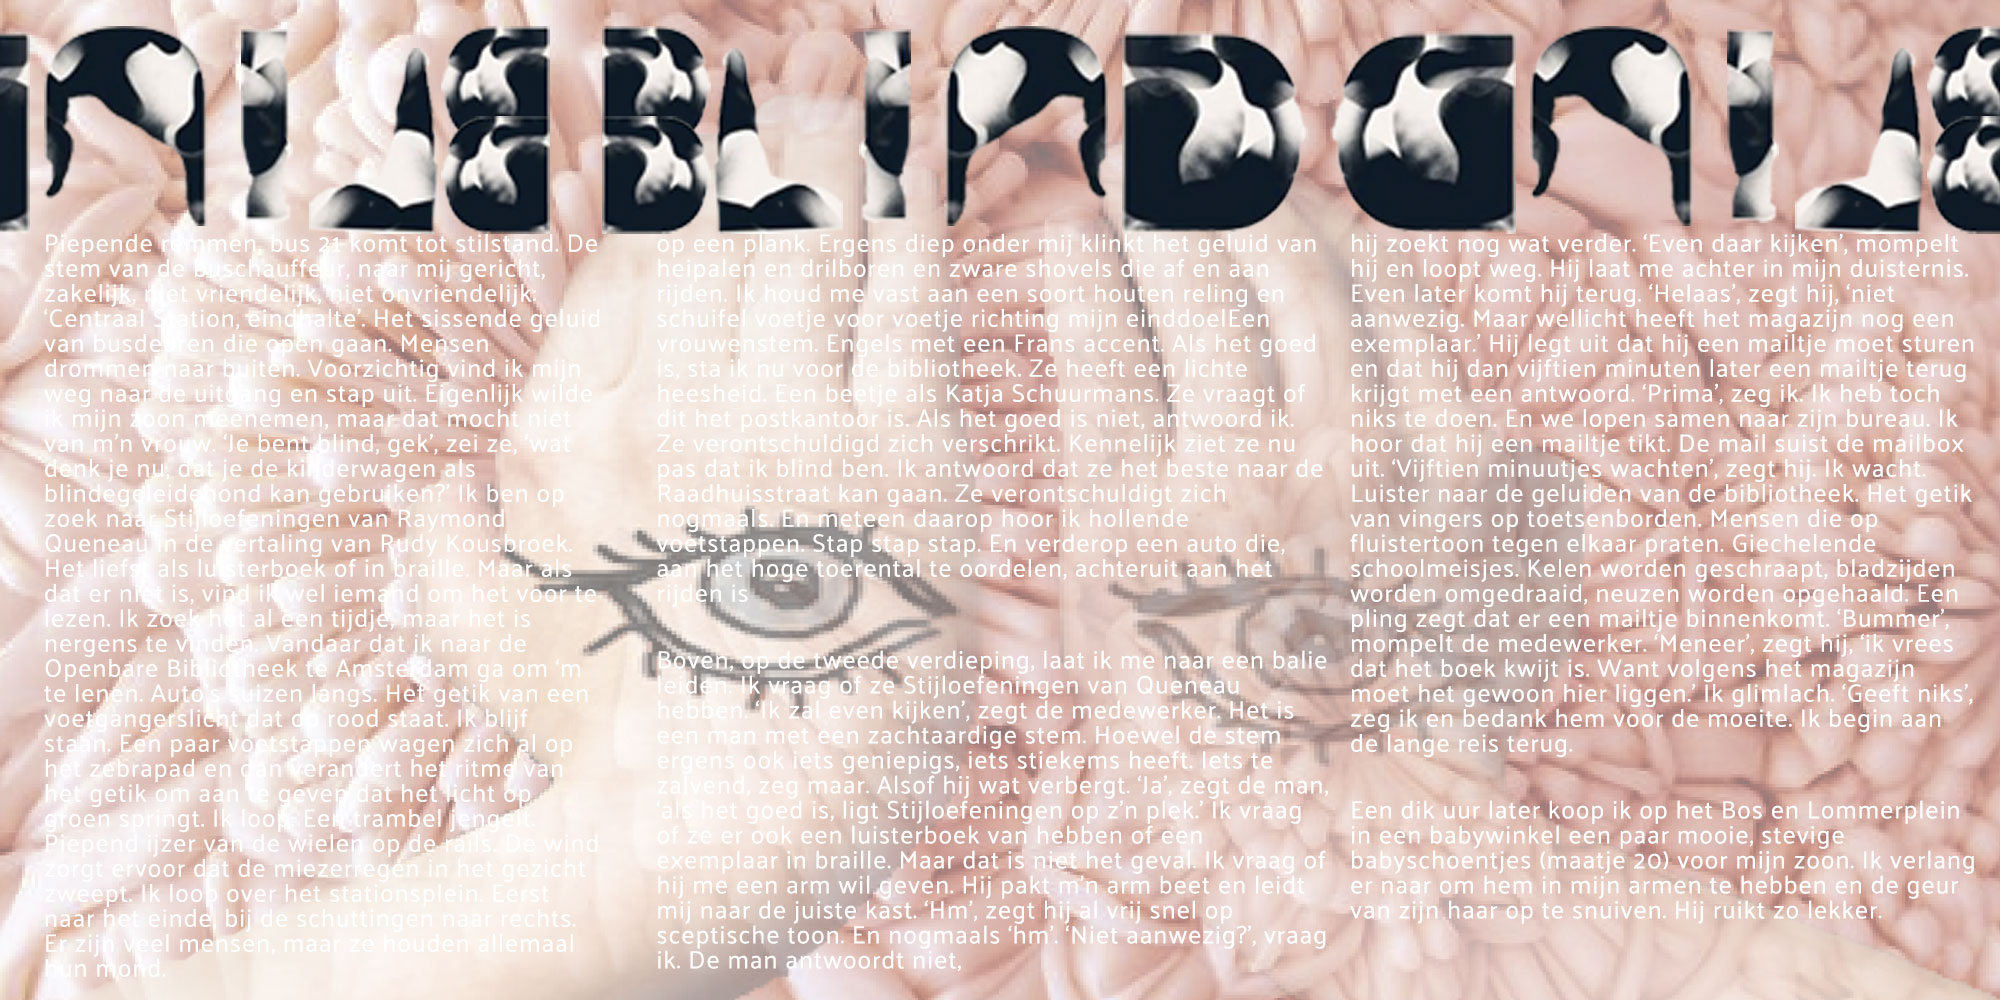 BLIND
Piepende remmen, bus 21 komt tot stilstand. De
stem van de buschauffeur, naar mij gericht,
zakelijk, niet vriendelijk, niet onvriendelijk:
‘Centraal Station, eindhalte’. Het sissende geluid
van busdeuren die open gaan. Mensen
drommen naar buiten. Voorzichtig vind ik mijn
weg naar de uitgang en stap uit. Eigenlijk wilde
ik mijn zoon meenemen, maar dat mocht niet
van m’n vrouw. ‘Je bent blind, gek’, zei ze, ‘wat
denk je nu, dat je de kinderwagen als
blindegeleidehond kan gebruiken?’ Ik ben op
zoek naar Stijloefeningen van Raymond
Queneau in de vertaling van Rudy Kousbroek.
Het liefst als luisterboek of in braille. Maar als
dat er niet is, vind ik wel iemand om het voor te
lezen. Ik zoek het al een tijdje, maar het is
nergens te vinden. Vandaar dat ik naar de
Openbare Bibliotheek te Amsterdam ga om ‘m
te lenen. Auto’s suizen langs. Het getik van een
voetgangerslicht dat op rood staat. Ik blijf
staan. Een paar voetstappen wagen zich al op
het zebrapad en dan verandert het ritme van
het getik om aan te geven dat het licht op
groen springt. Ik loop. Een trambel jengelt.
Piepend ijzer van de wielen op de rails. De wind
zorgt ervoor dat de miezerregen in het gezicht
zweept. Ik loop over het stationsplein. Eerst
naar het einde, bij de schuttingen naar rechts.
Er zijn veel mensen, maar ze houden allemaal
hun mond.
op een plank. Ergens diep onder mij klinkt het geluid van
heipalen en drilboren en zware shovels die af en aan
rijden. Ik houd me vast aan een soort houten reling en
schuifel voetje voor voetje richting mijn einddoelEen
vrouwenstem. Engels met een Frans accent. Als het goed
is, sta ik nu voor de bibliotheek. Ze heeft een lichte
heesheid. Een beetje als Katja Schuurmans. Ze vraagt of
dit het postkantoor is. Als het goed is niet, antwoord ik.
Ze verontschuldigd zich verschrikt. Kennelijk ziet ze nu
pas dat ik blind ben. Ik antwoord dat ze het beste naar de
Raadhuisstraat kan gaan. Ze verontschuldigt zich
nogmaals. En meteen daarop hoor ik hollende
voetstappen. Stap stap stap. En verderop een auto die,
aan het hoge toerental te oordelen, achteruit aan het
rijden is
Boven, op de tweede verdieping, laat ik me naar een balie
leiden. Ik vraag of ze Stijloefeningen van Queneau
hebben. ‘Ik zal even kijken’, zegt de medewerker. Het is
een man met een zachtaardige stem. Hoewel de stem
ergens ook iets geniepigs, iets stiekems heeft. Iets te
zalvend, zeg maar. Alsof hij wat verbergt. ‘Ja’, zegt de man,
‘als het goed is, ligt Stijloefeningen op z’n plek.’ Ik vraag
of ze er ook een luisterboek van hebben of een
exemplaar in braille. Maar dat is niet het geval. Ik vraag of
hij me een arm wil geven. Hij pakt m’n arm beet en leidt
mij naar de juiste kast. ‘Hm’, zegt hij al vrij snel op
sceptische toon. En nogmaals ‘hm’. ‘Niet aanwezig?’, vraag
ik. De man antwoordt niet,
hij zoekt nog wat verder. ‘Even daar kijken’, mompelt
hij en loopt weg. Hij laat me achter in mijn duisternis.
Even later komt hij terug. ‘Helaas’, zegt hij, ‘niet
aanwezig. Maar wellicht heeft het magazijn nog een
exemplaar.’ Hij legt uit dat hij een mailtje moet sturen
en dat hij dan vijftien minuten later een mailtje terug
krijgt met een antwoord. ‘Prima’, zeg ik. Ik heb toch
niks te doen. En we lopen samen naar zijn bureau. Ik
hoor dat hij een mailtje tikt. De mail suist de mailbox
uit. ‘Vijftien minuutjes wachten’, zegt hij. Ik wacht.
Luister naar de geluiden van de bibliotheek. Het getik
van vingers op toetsenborden. Mensen die op
fluistertoon tegen elkaar praten. Giechelende
schoolmeisjes. Kelen worden geschraapt, bladzijden
worden omgedraaid, neuzen worden opgehaald. Een
pling zegt dat er een mailtje binnenkomt. ‘Bummer’,
mompelt de medewerker. ‘Meneer’, zegt hij, ‘ik vrees
dat het boek kwijt is. Want volgens het magazijn
moet het gewoon hier liggen.’ Ik glimlach. ‘Geeft niks’,
zeg ik en bedank hem voor de moeite. Ik begin aan
de lange reis terug.
Een dik uur later koop ik op het Bos en Lommerplein
in een babywinkel een paar mooie, stevige
babyschoentjes (maatje 20) voor mijn zoon. Ik verlang
er naar om hem in mijn armen te hebben en de geur
van zijn haar op te snuiven. Hij ruikt zo lekker.